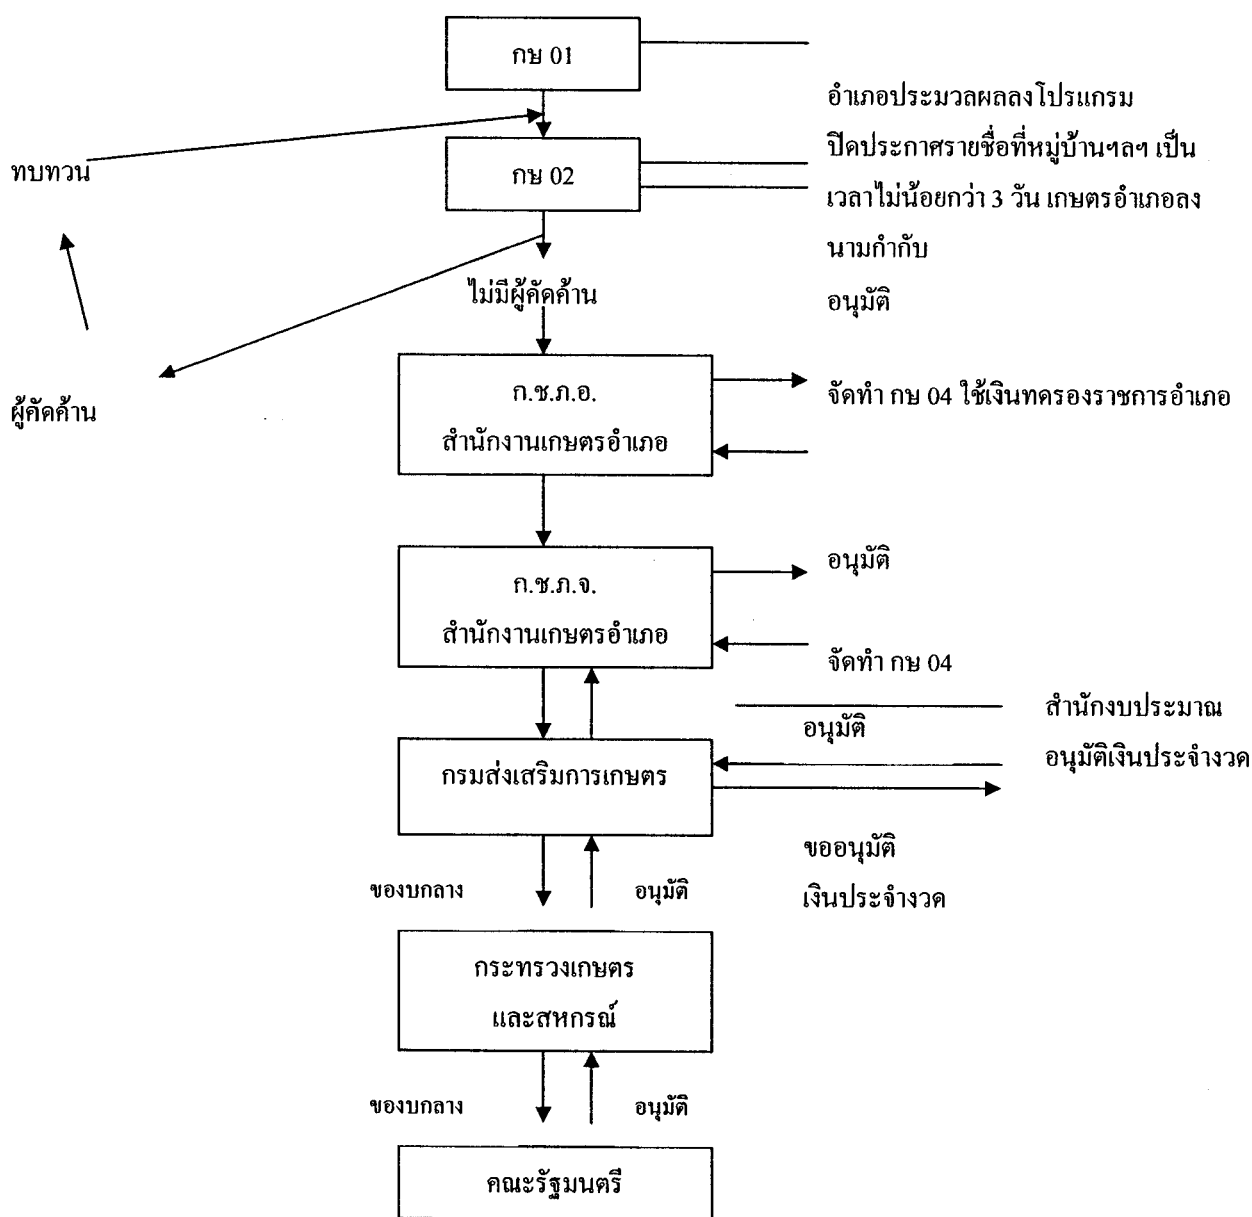 กษ 01
อำเภอประมวลผลลงโปรแกรม
ปิดประกาศรายชื่อที่หมู่บ้านฯลฯ เป็น
ทบทวน
กษ 02
เวลาไม่น้อยกว่า 3 วัน เกษตรอำเภอลง
นามกำกับ
ไม่มีผู้คัดค้าน
อนุมัติ
ผู้คัดค้าน
ก.ช.ภ.อ.
สำนักงานเกษตรอำเภอ
จัดทำ กษ 04 ใช้เงินทดรองราชการอำเภอ
ก.ช.ภ.จ.
สำนักงานเกษตรอำเภอ
อนุมัติ
จัดทำ กษ 04
สำนักงบประมาณ
อนุมัติ
อนุมัติเงินประจำงวด
กรมส่งเสริมการเกษตร
ขออนุมัติ
เงินประจำงวด
ของบกลาง
อนุมัติ
กระทรวงเกษตร
และสหกรณ์
ของบกลาง
อนุมัติ
คณะรัฐมนตรี